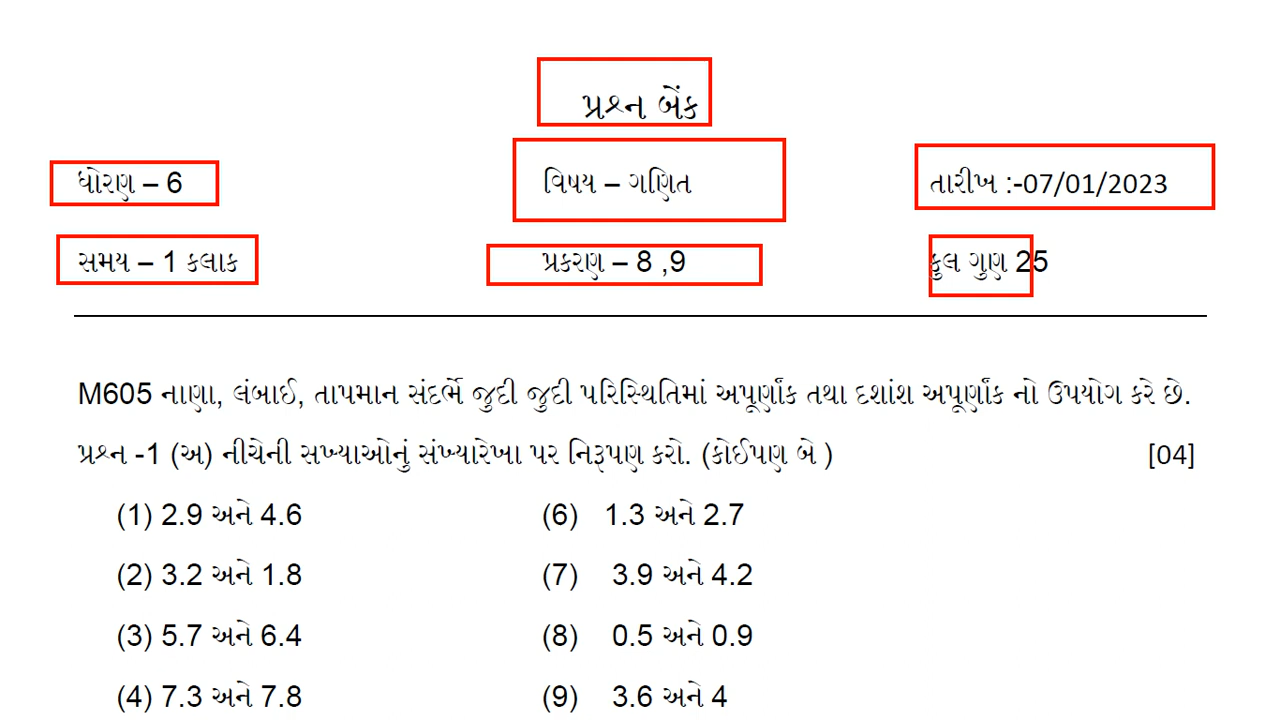 પ્રશ્ન બેંક
ધોરણ – 6 વિષય – ગણિત તારીખ :-07/01/2023
સમય – 1 કલાક પ્રકરણ – 8 ,9 કુલ ગુણ 25
M605 નાણા, લંબાઈ, તાપમાન સંદર્ભે જુદી જુદી પરિસ્થિતિમાં અપૂર્ણાંક તથા દશાંશ અપૂર્ણાંક નો ઉપયોગ કરે છે.
પ્રશ્ન -1 (અ) નીચેની સખ્યાઓનું સંખ્યારેખા પર નિરૂપણ કરો. (કોઈપણ બે ) [04]
(1) 2.9 અને 4.6 (6) 1.3 અને 2.7
(2) 3.2 અને 1.8 (7) 3.9 અને 4.2
(3) 5.7 અને 6.4 (8) 0.5 અને 0.9
(4) 7.3 અને 7.8 (9) 3.6 અને 4